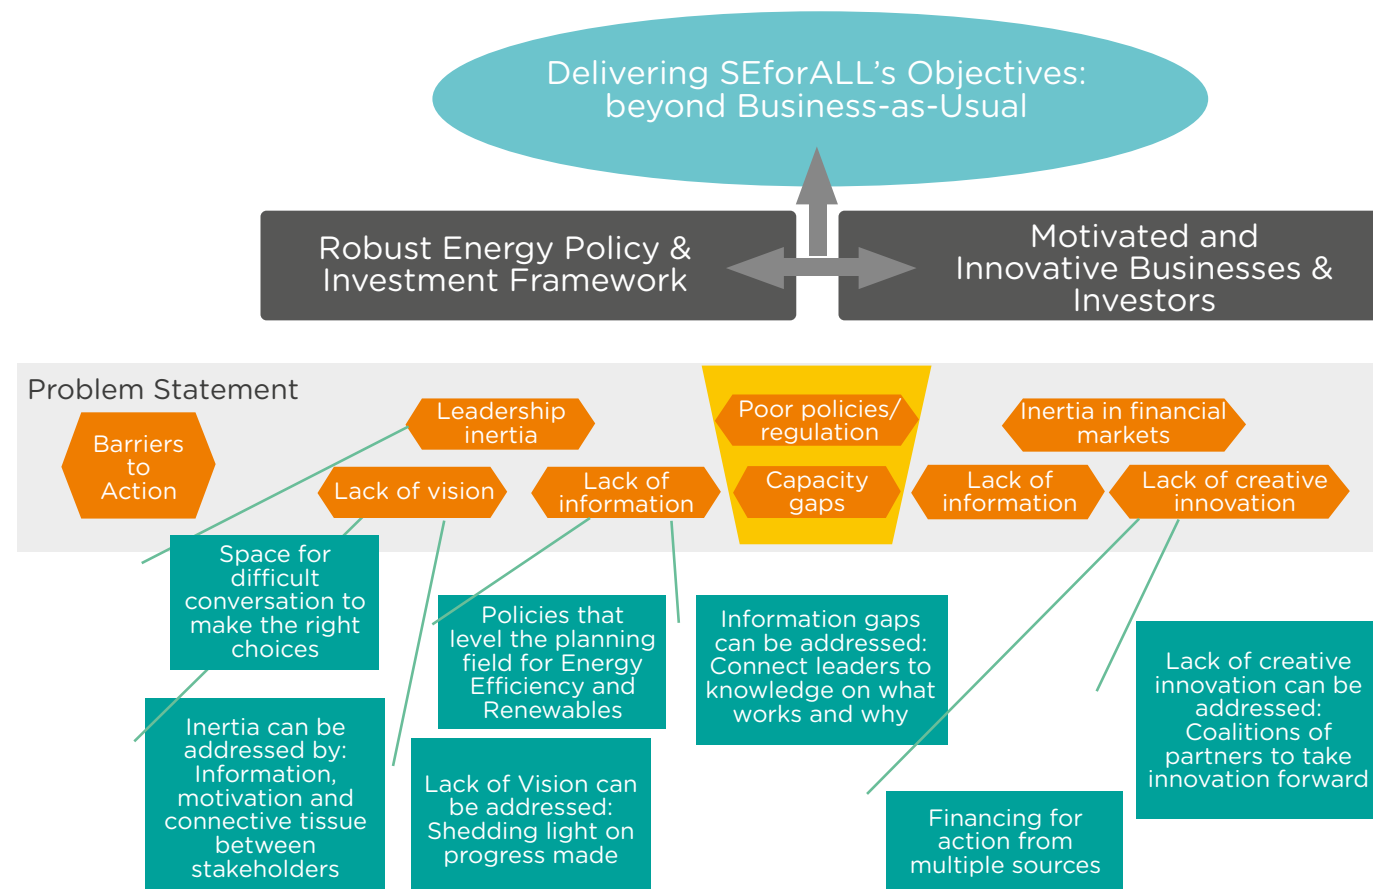 Delivering SEforALL's Objectives:
beyond Business-as-Usual
Robust Energy Policy &
Investment Framework
Motivated and
Innovative Businesses &
Investors
Problem Statement
Barriers
to
Action
Leadership
inertia
Lack of vision
Lack of
information
Poor policies/
regulation
Capacity
gaps
Inertia in financial
markets
Lack of
information
Lack of creative
innovation
Space for
difficult
conversation to
make the right
choices
Inertia can be
addressed by:
Information,
motivation and
connective tissue
between
stakeholders
Policies that
level the planning
field for Energy
Efficiency and
Renewables
Lack of Vision can
be addressed:
Shedding light on
progress made
Information gaps
can be addressed:
Connect leaders to
knowledge on what
works and why
Financing for
action from
multiple sources
Lack of creative
innovation can be
addressed:
Coalitions of
partners to take
innovation forward